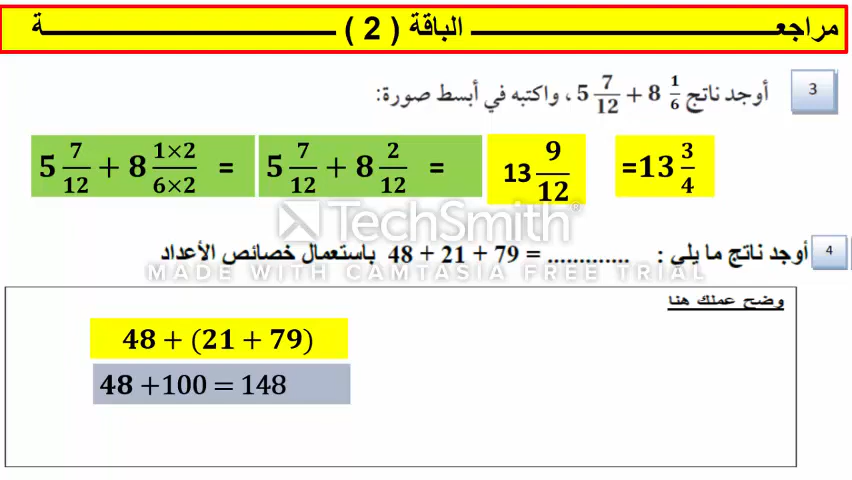 مراجعـــــــــــــــــــــــ الباقة ( 2 ) ـــــــــــــــــــــــة
3 أوجد ناتج 5 7/12 + 8 1/6 ، واكتبه في أبسط صورة:
5 7/12 + 8 1×2/6×2 = 5 7/12 + 8 2/12 = 13 9/12 =13 3/4
TechSmith®
4 أوجد ناتج ما يلي : ............. = 79 + 21 + 48 باستعمال خصائص الأعداد
MADE WITH CAMTASIA FREE TRIAL
وضح عملك هنا
48 + (21 + 79)
48 +100 = 148